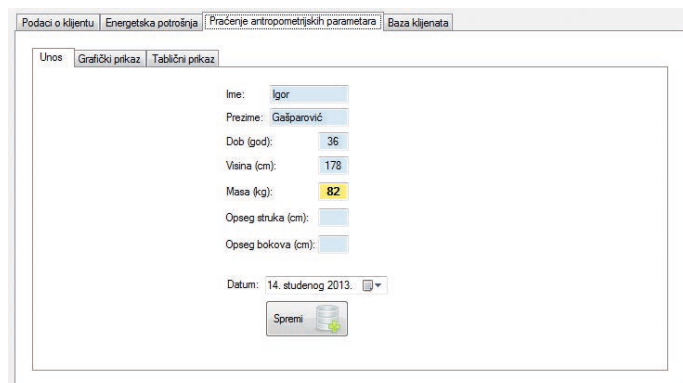 Podaci o klijentu Energetska potrošnja Praćenje antropometrijskih parametara Baza klijenata
Unos Grafički prikaz Tablični prikaz
Ime: Igor
Prezime: Gašparović
Dob (god): 36
Visina (cm): 178
Masa (kg): 82
Opseg struka (cm):
Opseg bokova (cm):
Datum: 14. studenog 2013.
Spremi